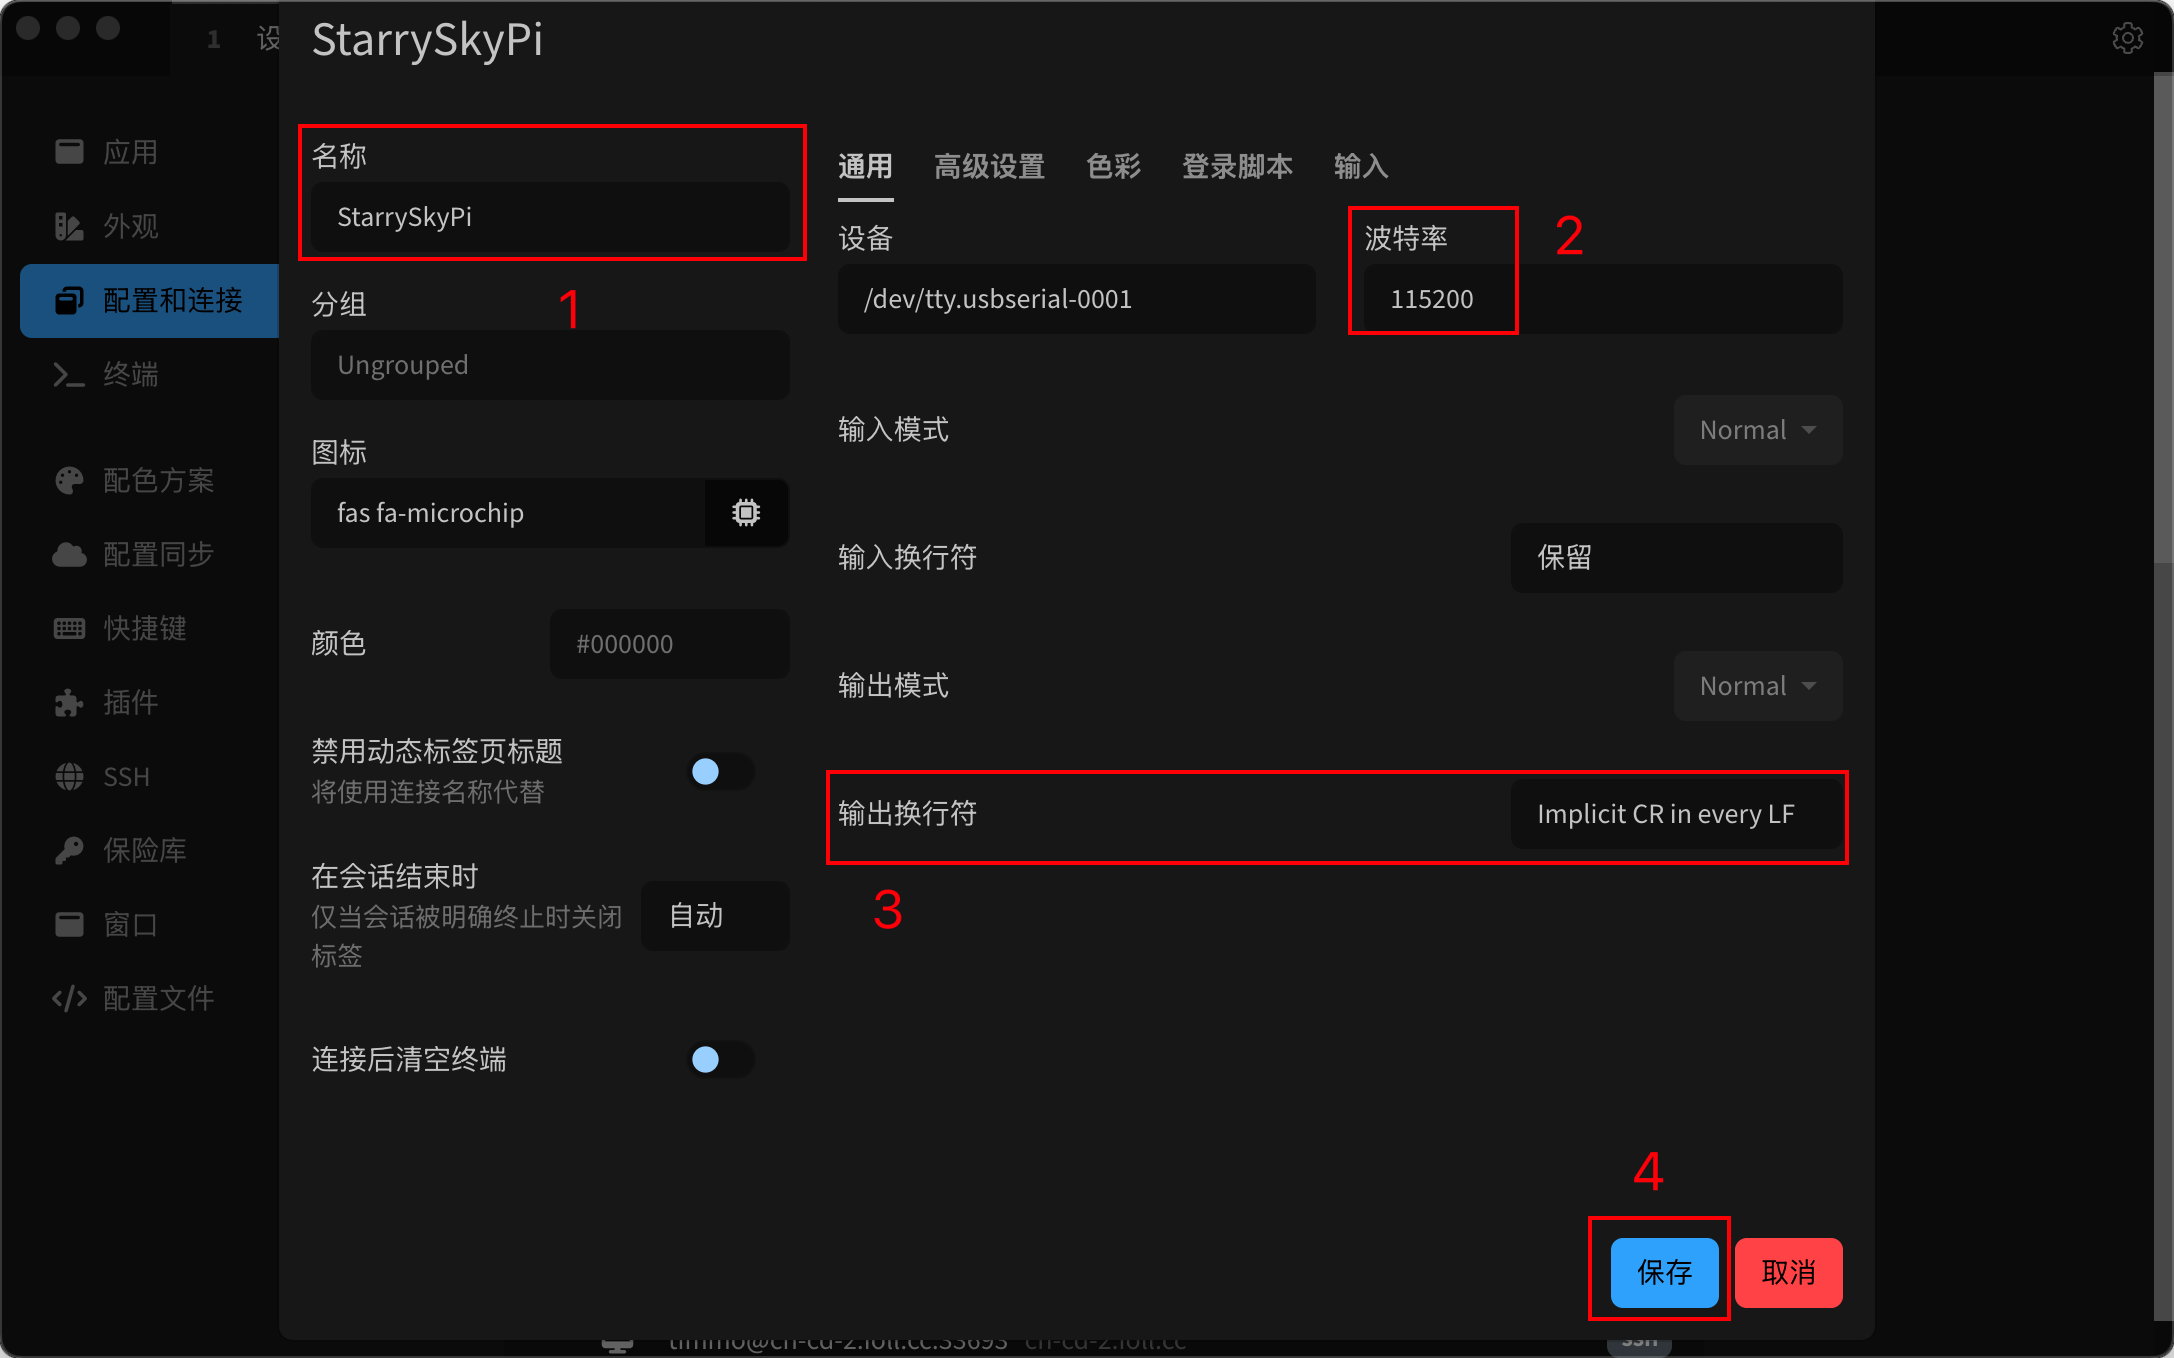 1 设
StarrySkyPi
应用
外观
配置和连接
终端
配色方案
配置同步
快捷键
插件
SSH
保险库
窗口
配置文件
名称
StarrySkyPi
1
分组
Ungrouped
图标
fas fa-microchip
颜色
#000000
禁用动态标签页标题
将使用连接名称代替
在会话结束时
仅当会话被明确终止时关闭
标签
自动
连接后清空终端
通用 高级设置 色彩 登录脚本 输入
设备
/dev/tty.usbserial-0001
波特率
115200
2
输入模式
Normal
输入换行符
保留
输出模式
Normal
输出换行符
Implicit CR in every LF
3
4
保存
取消